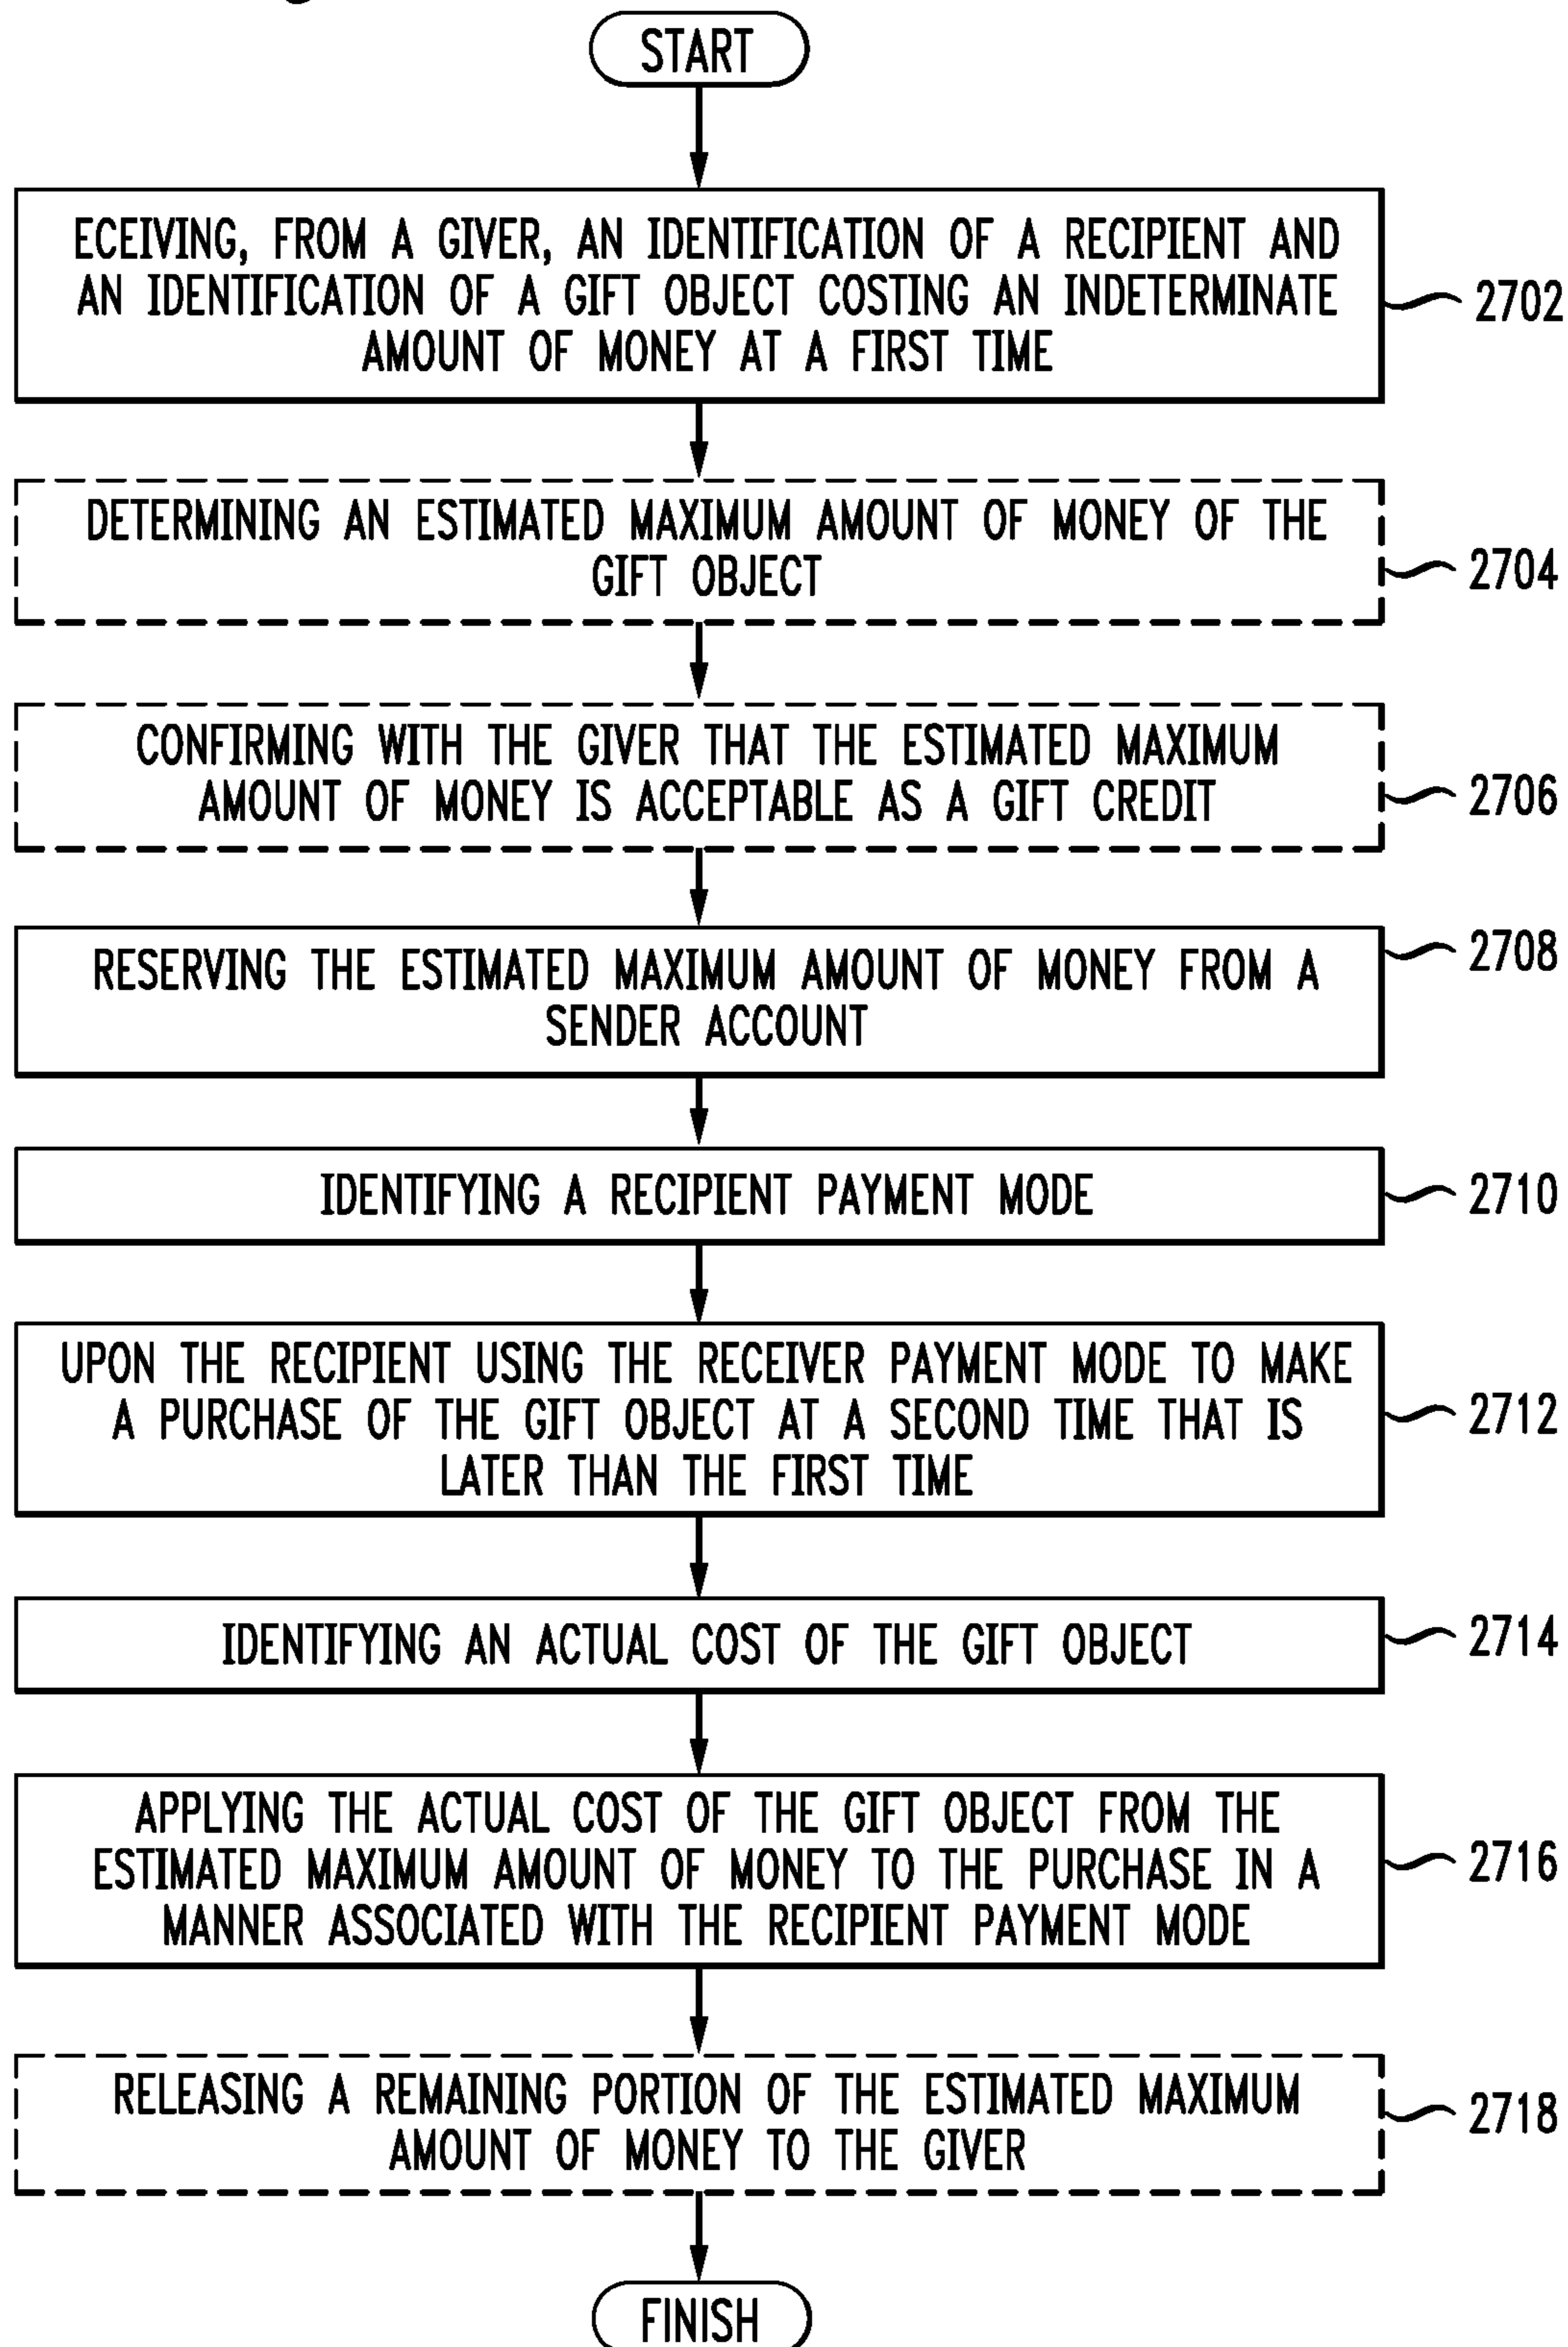 START
ECEIVING, FROM A GIVER, AN IDENTIFICATION OF A RECIPIENT AND
AN IDENTIFICATION OF A GIFT OBJECT COSTING AN INDETERMINATE
AMOUNT OF MONEY AT A FIRST TIME
2702
DETERMINING AN ESTIMATED MAXIMUM AMOUNT OF MONEY OF THE
GIFT OBJECT
2704
CONFIRMING WITH THE GIVER THAT THE ESTIMATED MAXIMUM
AMOUNT OF MONEY IS ACCEPTABLE AS A GIFT CREDIT
2706
RESERVING THE ESTIMATED MAXIMUM AMOUNT OF MONEY FROM A
SENDER ACCOUNT
2708
IDENTIFYING A RECIPIENT PAYMENT MODE
2710
UPON THE RECIPIENT USING THE RECEIVER PAYMENT MODE TO MAKE
A PURCHASE OF THE GIFT OBJECT AT A SECOND TIME THAT IS
LATER THAN THE FIRST TIME
2712
IDENTIFYING AN ACTUAL COST OF THE GIFT OBJECT
2714
APPLYING THE ACTUAL COST OF THE GIFT OBJECT FROM THE
ESTIMATED MAXIMUM AMOUNT OF MONEY TO THE PURCHASE IN A
MANNER ASSOCIATED WITH THE RECIPIENT PAYMENT MODE
2716
RELEASING A REMAINING PORTION OF THE ESTIMATED MAXIMUM
AMOUNT OF MONEY TO THE GIVER
2718
FINISH